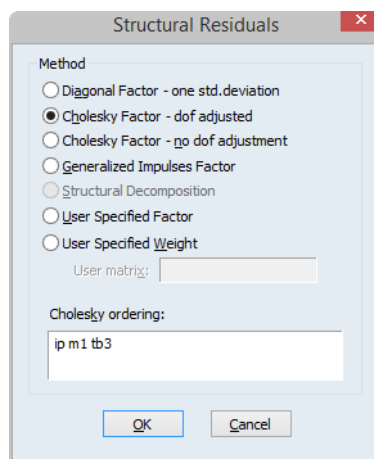 Structural Residuals
Method
Diagonal Factor - one std.deviation
Cholesky Factor - dof adjusted
Cholesky Factor - no dof adjustment
Generalized Impulses Factor
Structural Decomposition
User Specified Factor
User Specified Weight
User matrix:
Cholesky ordering:
ip m1 tb3
OK Cancel